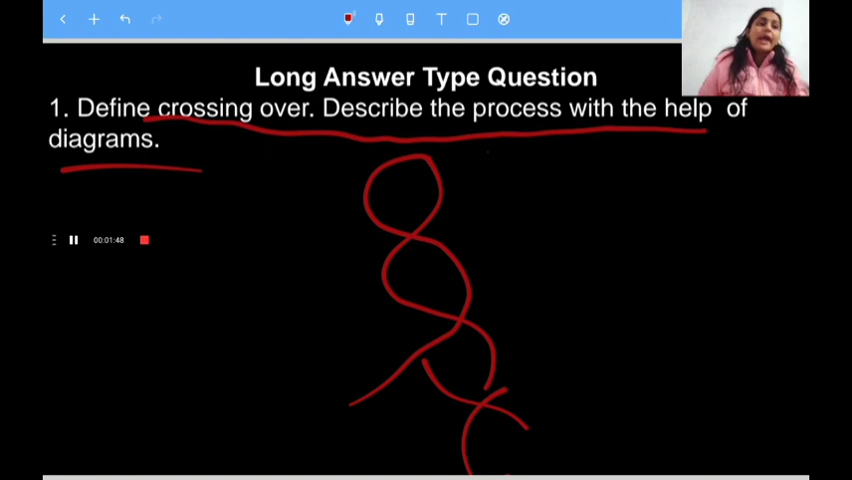 T
Long Answer Type Question
1. Define crossing over. Describe the process with the help of
diagrams.
00:01:48